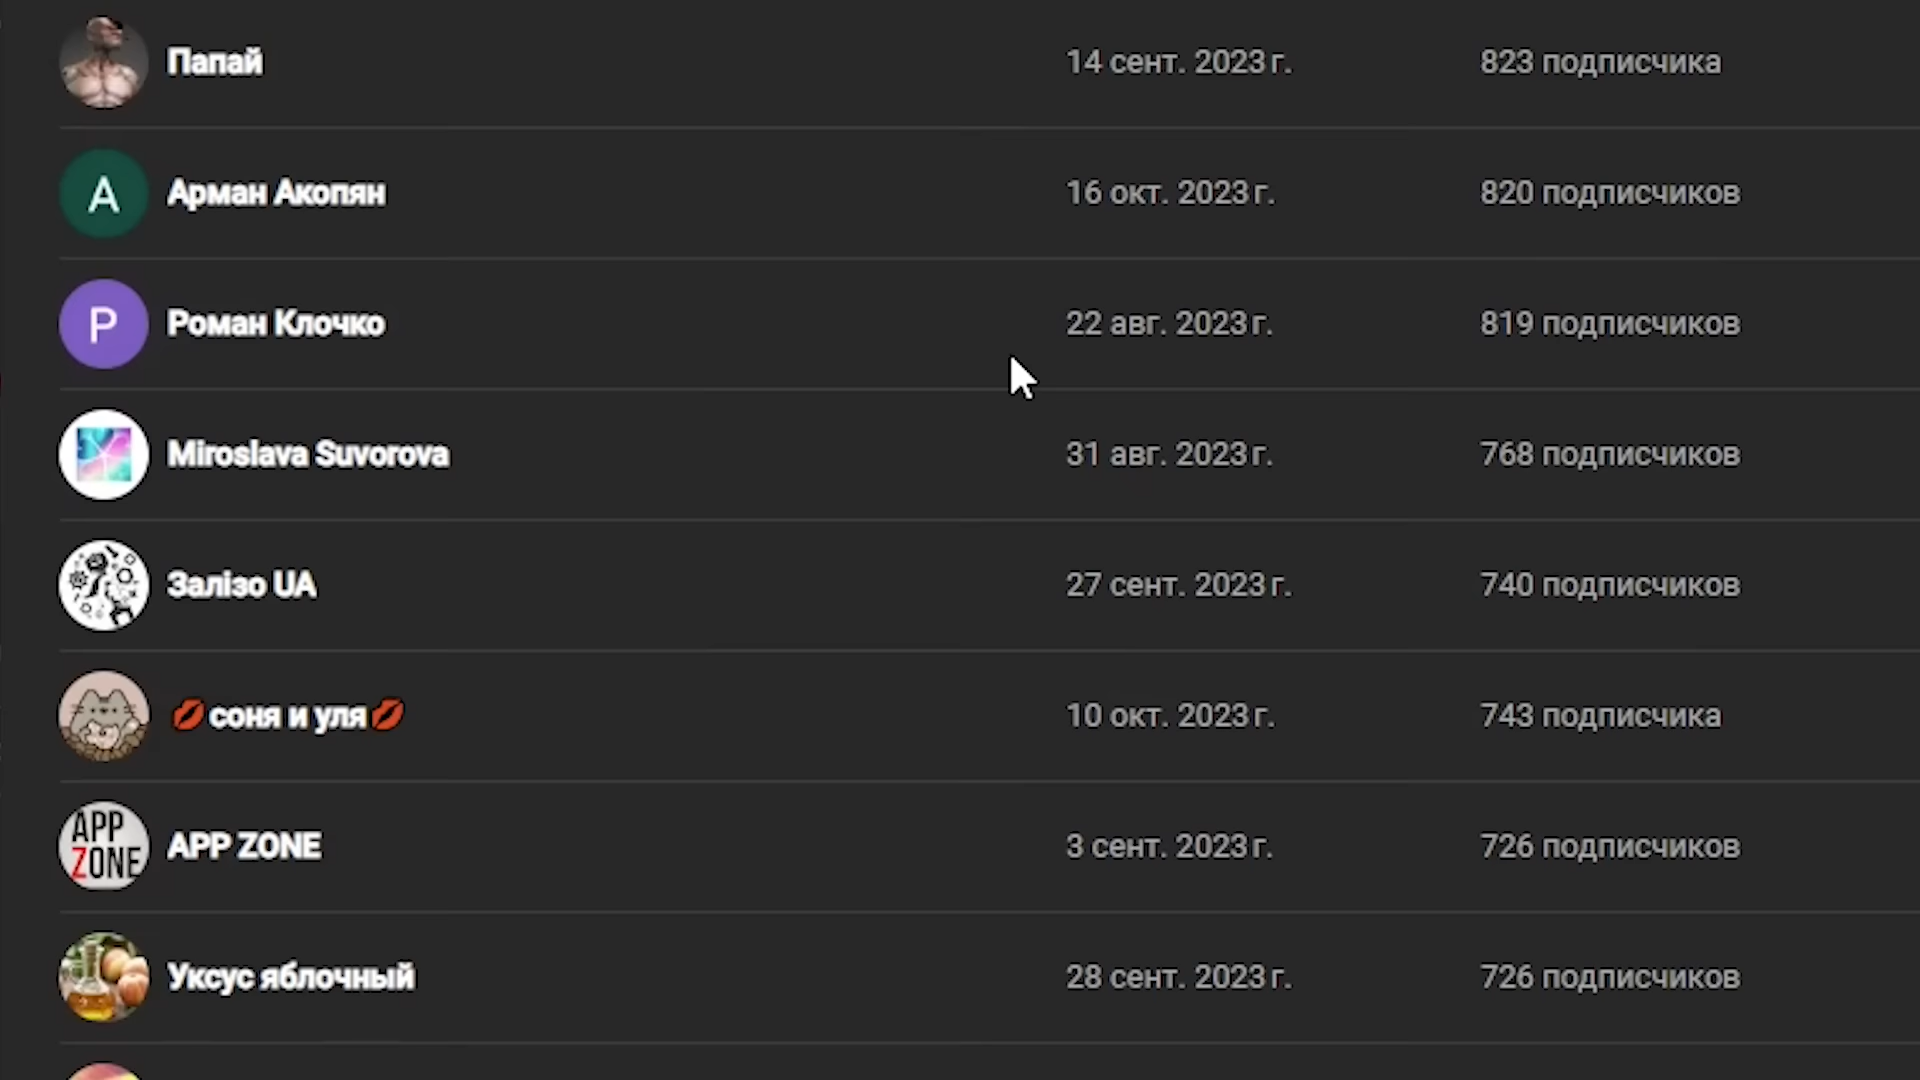 Папай 14 сент. 2023 г. 823 подписчика
А Арман Акопян 16 окт. 2023 г. 820 подписчиков
Р Роман Клочко 22 авг. 2023 г. 819 подписчиков
Miroslava Suvorova 31 авг. 2023 г. 768 подписчиков
Залізо UA 27 сент. 2023 г. 740 подписчиков
💋соня и уля💋 10 окт. 2023 г. 743 подписчика
APP ZONE APP ZONE 3 сент. 2023 г. 726 подписчиков
Уксус яблочный 28 сент. 2023 г. 726 подписчиков